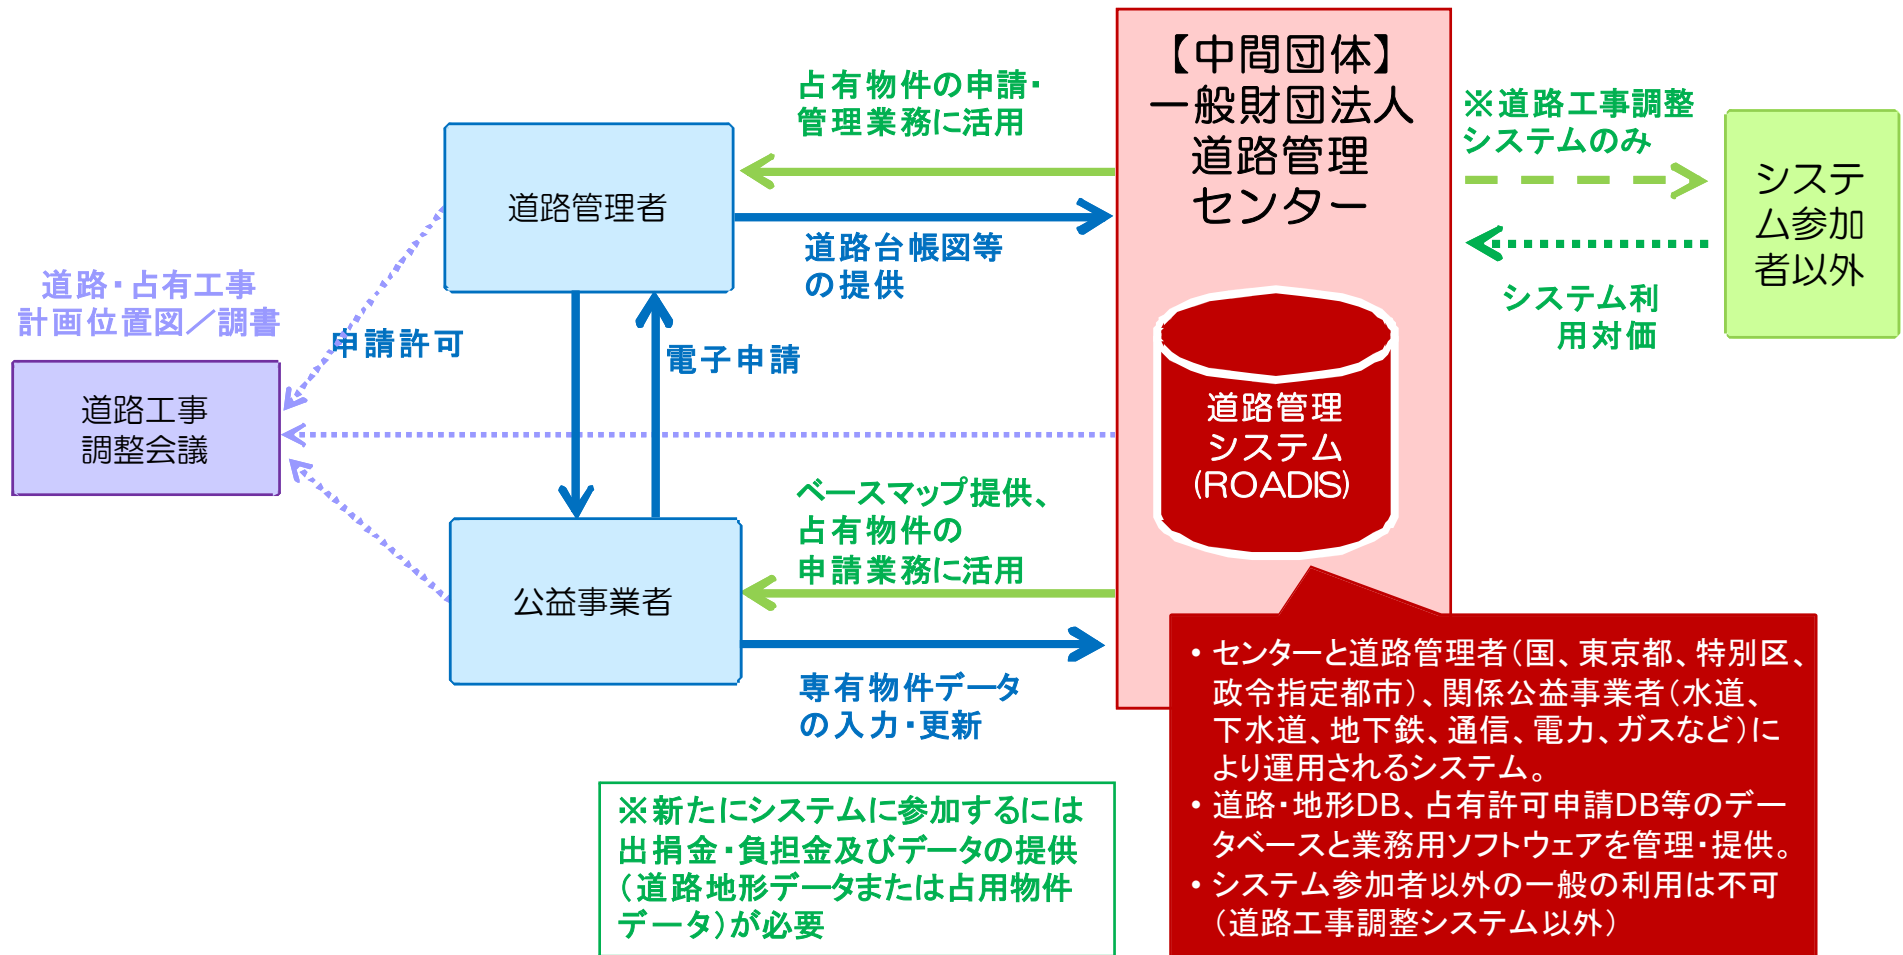 【中間団体】
一般財団法人
道路管理
センター
占有物件の申請・
管理業務に活用
※道路工事調整
システムのみ
システ
ム参加
者以外
道路管理者
道路台帳図等
の提供
システム利
用対価
道路・占有工事
計画位置図／調書
申請許可
電子申請
道路工事
調整会議
道路管理
システム
(ROADIS)
ベースマップ提供、
占有物件の
申請業務に活用
公益事業者
専有物件データ
の入力・更新
・センターと道路管理者（国、東京都、特別区、
政令指定都市）、関係公益事業者（水道、
下水道、地下鉄、通信、電力、ガスなど）に
より運用されるシステム。
・道路・地形DB、占有許可申請DB等のデー
タベースと業務用ソフトウェアを管理・提供。
・システム参加者以外の一般の利用は不可
（道路工事調整システム以外）
※新たにシステムに参加するには
出捐金・負担金及びデータの提供
（道路地形データまたは占用物件
データ）が必要